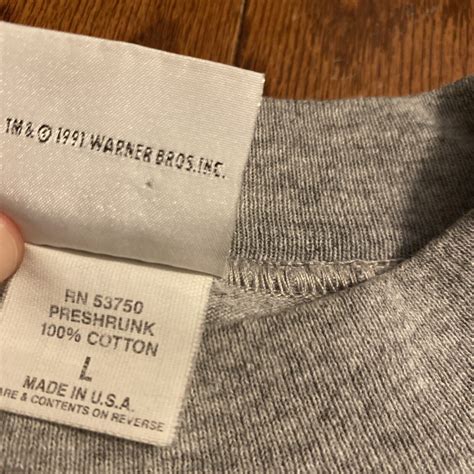 TM & © 1991 WARNER BROS. INC.
RN 53750
PRESHRUNK
100% COTTON
L
MADE IN U.S.A.
ARE & CONTENTS ON REVERSE